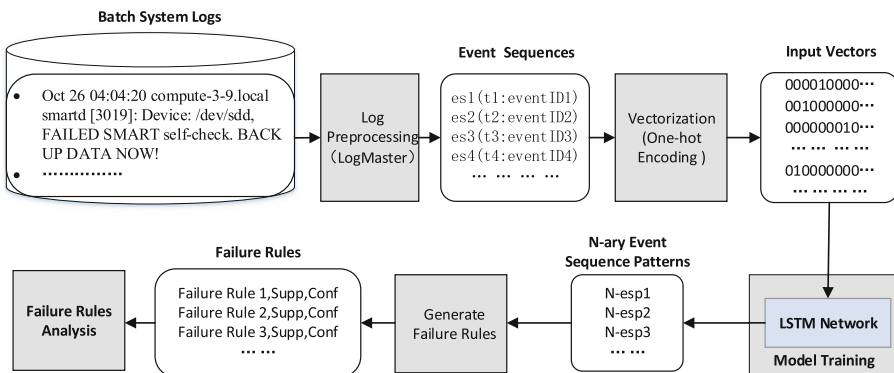 Batch System Logs
• Oct 26 04:04:20 compute-3-9.local
smartd [3019]: Device: /dev/sdd,
FAILED SMART self-check. BACK
UP DATA NOW!
• ……………
Log
Preprocessing
（LogMaster）
Event Sequences
es1(t1:eventID1)
es2(t2:eventID2)
es3(t3:eventID3)
es4(t4:eventID4)
… … … …
Vectorization
(One-hot
Encoding )
Input Vectors
000010000…
001000000…
000000010…
… … … …
010000000…
… … … …
LSTM Network
Model Training
N-ary Event
Sequence Patterns
N-esp1
N-esp2
N-esp3
… …
Generate
Failure Rules
Failure Rules
Failure Rule 1,Supp,Conf
Failure Rule 2,Supp,Conf
Failure Rule 3,Supp,Conf
… …
Failure Rules
Analysis